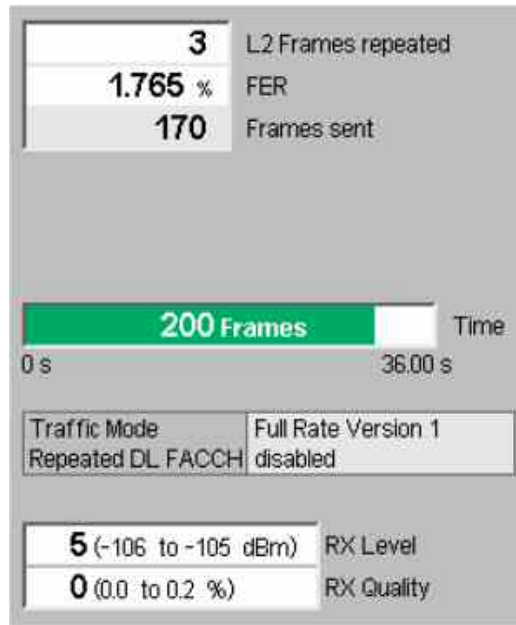 3 L2 Frames repeated
1.765 % FER
170 Frames sent
200 Frames Time
0 s 36.00 s
Traffic Mode Full Rate Version 1
Repeated DL FACCH disabled
5 (-106 to -105 dBm) RX Level
0 (0.0 to 0.2 %) RX Quality